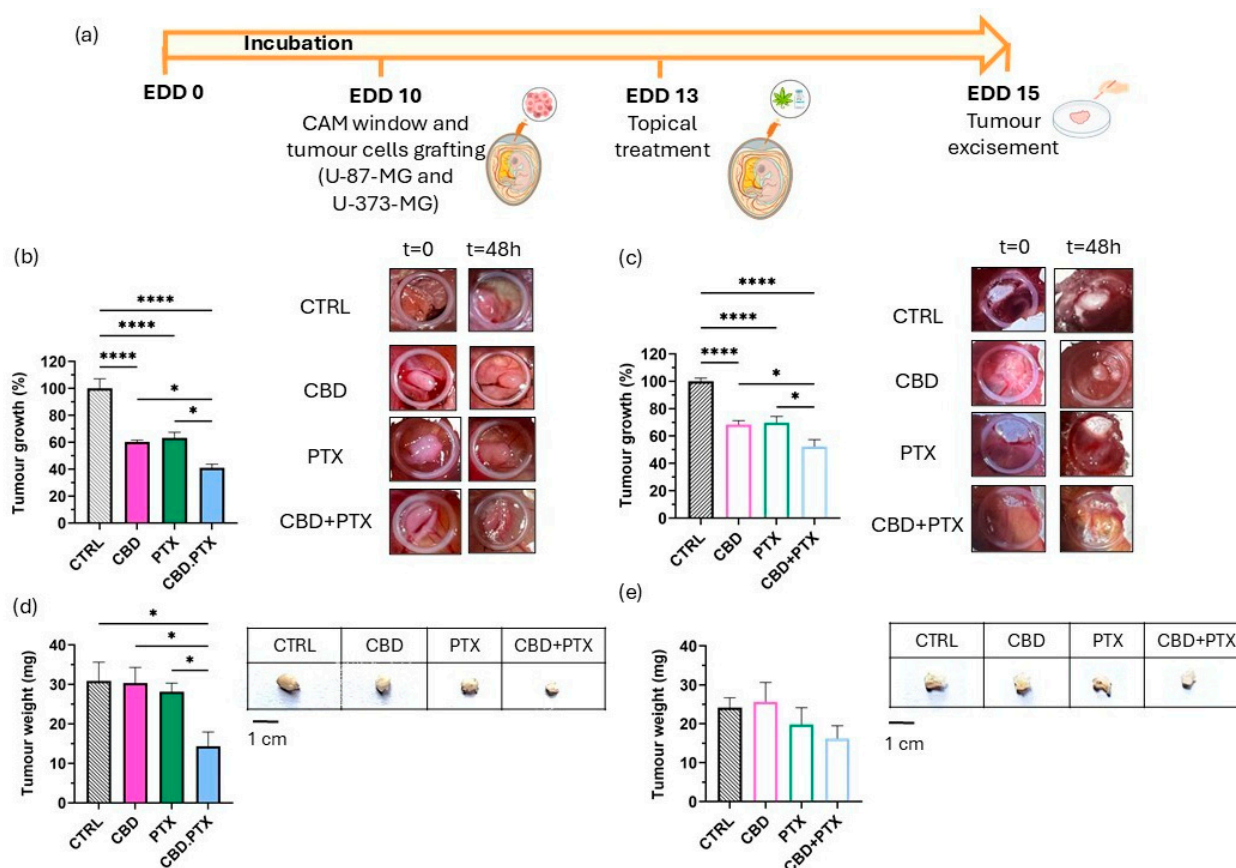 (a)
Incubation
EDD 0
EDD 10
CAM window and
tumour cells grafting
(U-87-MG and
U-373-MG)
EDD 13
Topical
treatment
EDD 15
Tumour
excisement
(b)
t=0 t=48h
CTRL
CBD
PTX
CBD+PTX
Tumour growth (%)
120
100
80
60
40
20
0
****
****
****
*
*
CTRL CBD PTX CBD.PTX
(c)
t=0 t=48h
CTRL
CBD
PTX
CBD+PTX
Tumour growth (%)
120
100
80
60
40
20
0
****
****
****
*
*
CTRL CBD PTX CBD+PTX
(d)
Tumour weight (mg)
40
30
20
10
0
*
*
*
CTRL CBD PTX CBD.PTX
CTRL CBD PTX CBD+PTX
1 cm
(e)
Tumour weight (mg)
40
30
20
10
0
CTRL CBD PTX CBD+PTX
CTRL CBD PTX CBD+PTX
1 cm